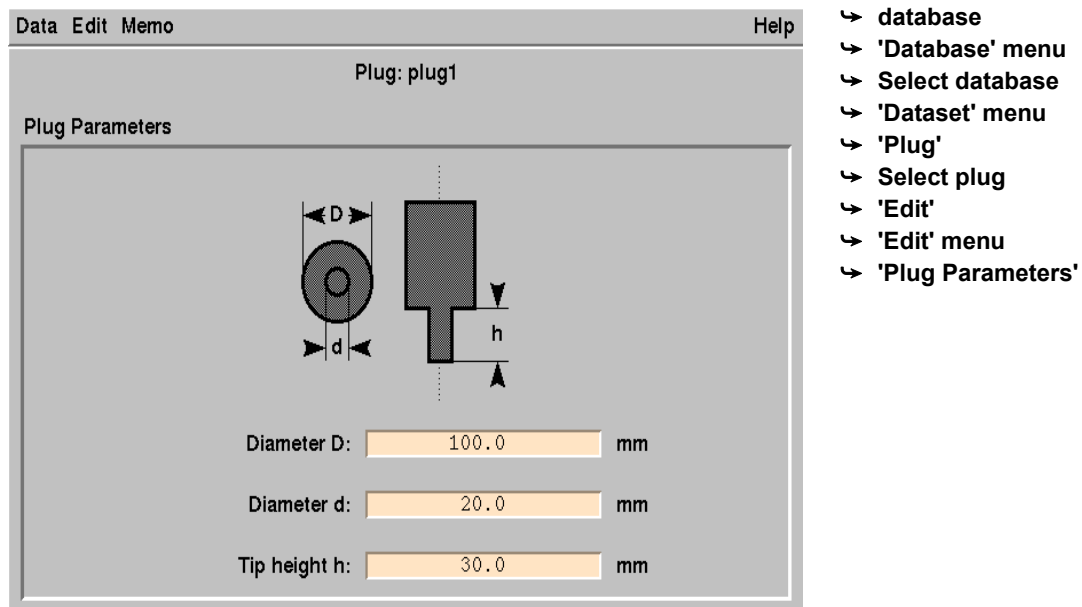 Data Edit Memo Help
Plug: plug1
Plug Parameters
D
h
d
Diameter D: 100.0 mm
Diameter d: 20.0 mm
Tip height h: 30.0 mm
database
'Database' menu
Select database
'Dataset' menu
'Plug'
Select plug
'Edit'
'Edit' menu
'Plug Parameters'